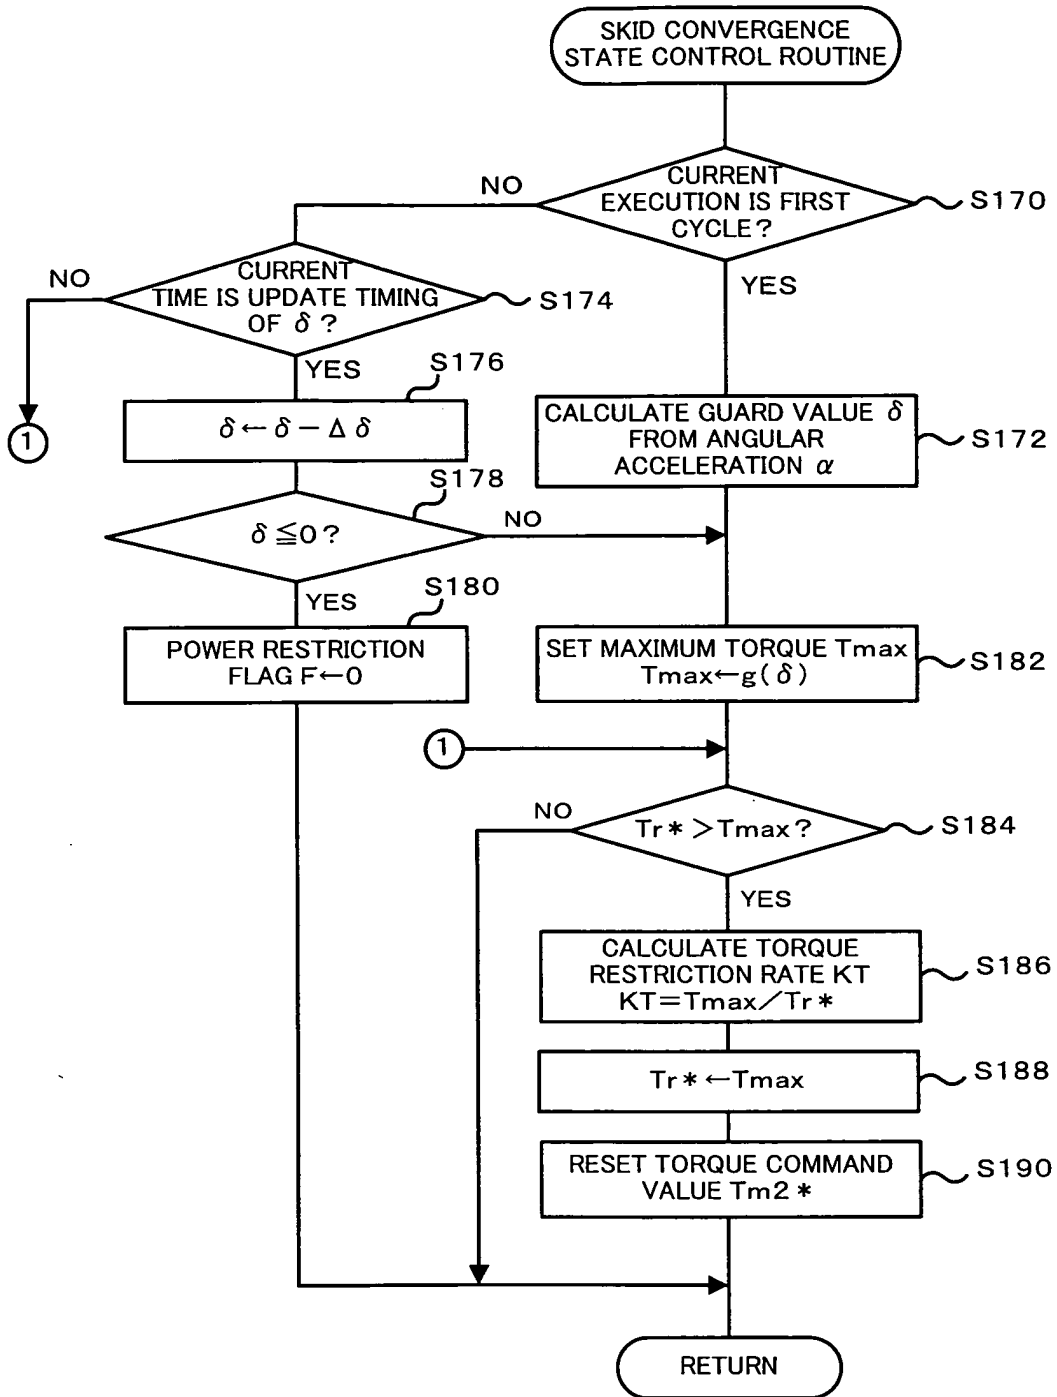 SKID CONVERGENCE
STATE CONTROL ROUTINE
CURRENT
EXECUTION IS FIRST
CYCLE?
S170
NO
YES
CURRENT
TIME IS UPDATE TIMING
OF δ?
S174
NO
YES
1
S176
δ←δ−Δδ
CALCULATE GUARD VALUE δ
FROM ANGULAR
ACCELERATION α
S172
S178
δ≦0?
NO
YES
S180
POWER RESTRICTION
FLAG F←0
SET MAXIMUM TORQUE Tmax
Tmax←g(δ)
S182
1
Tr*>Tmax?
S184
NO
YES
CALCULATE TORQUE
RESTRICTION RATE KT
KT=Tmax/Tr*
S186
Tr*←Tmax
S188
RESET TORQUE COMMAND
VALUE Tm2*
S190
RETURN